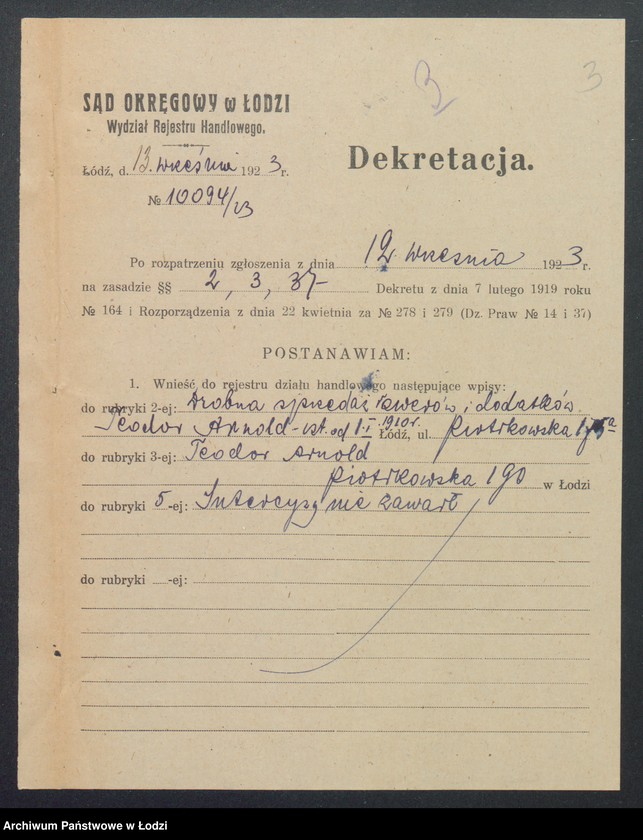 3
3
SĄD OKRĘGOWY w ŁODZI
Wydział Rejestru Handlowego.
Łódź, d. 13. września 1923 r.
Dekretacja.
№ 10094/23
Po rozpatrzeniu zgłoszenia z dnia 12. września 1923 r.
na zasadzie §§ 2, 3, 37 Dekretu z dnia 7 lutego 1919 roku
№ 164 i Rozporządzenia z dnia 22 kwietnia za № 278 i 279 (Dz. Praw № 14 i 37)
POSTANAWIAM:
1. Wnieść do rejestru działu handlowego następujące wpisy:
do rubryki 2-ej: Drobna sprzedaż rowerów i dodatków
Teodor Arnold - ist. od 1.I.1910 r. Łódź, ul. Piotrkowska
do rubryki 3-ej: Teodor Arnold
Piotrkowska 190 w Łodzi
do rubryki 5-ej: Intercyzy nie zawarł
do rubryki -ej:
Archiwum Państwowe w Łodzi